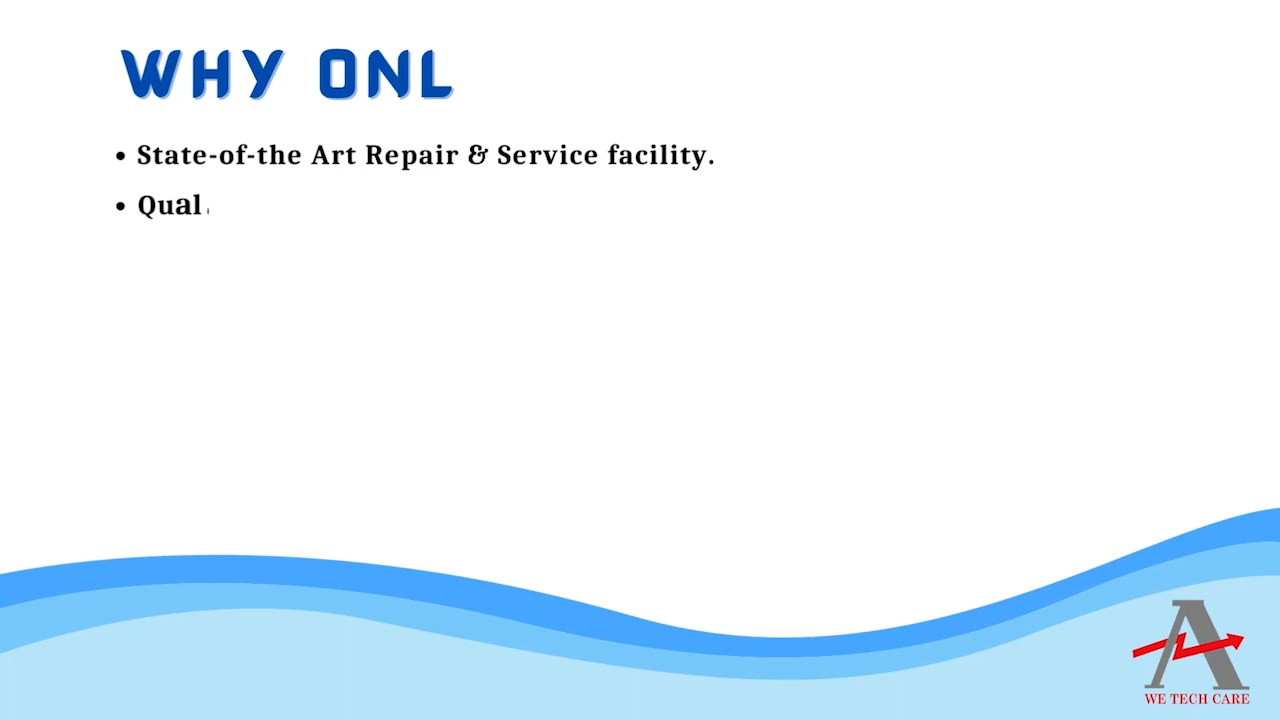 WHY ONL
• State-of-the Art Repair & Service facility.
• Qual
WE TECH CARE